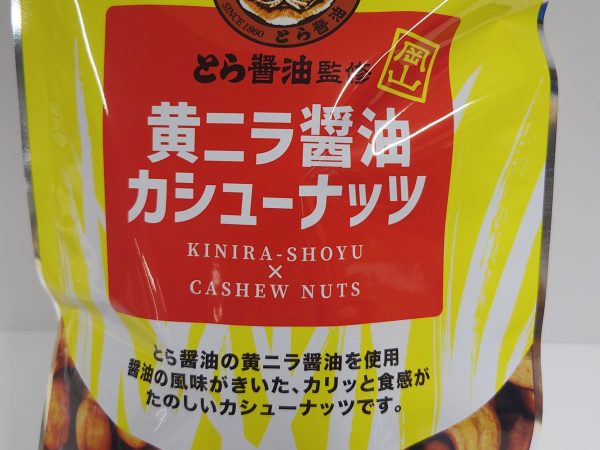 SINCE 1860 とら醤油
とら醤油監修
岡山
黄ニラ醤油
カシューナッツ
KINIRA-SHOYU
×
CASHEW NUTS
とら醤油の黄ニラ醤油を使用
醤油の風味がきいた、カリッと食感が
たのしいカシューナッツです。